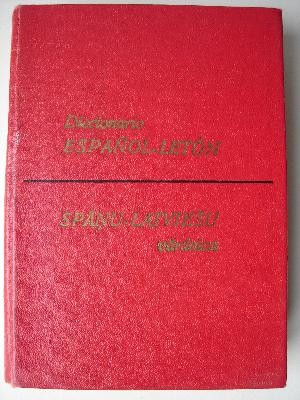 Diccionario
ESPAÑOL-LETÓN
SPĀŅU-LATVIEŠU
vārdnīca